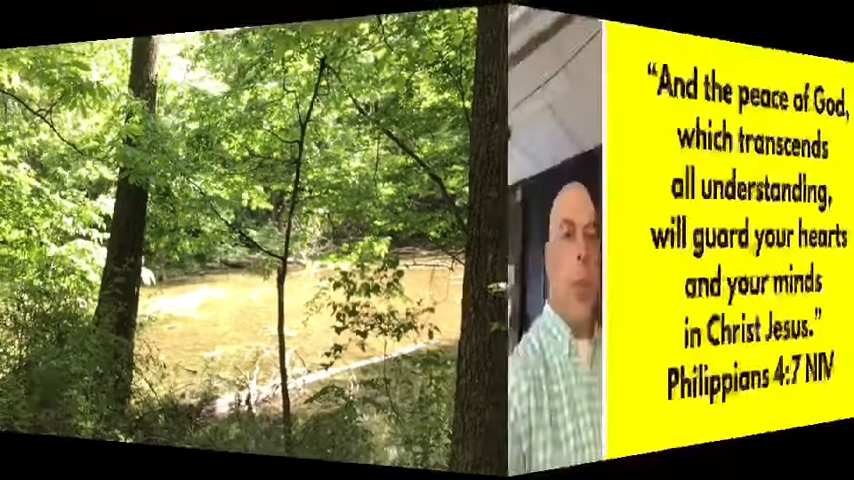 “And the peace of God,
which transcends
all understanding,
will guard your hearts
and your minds
in Christ Jesus.”
Philippians 4:7 NIV